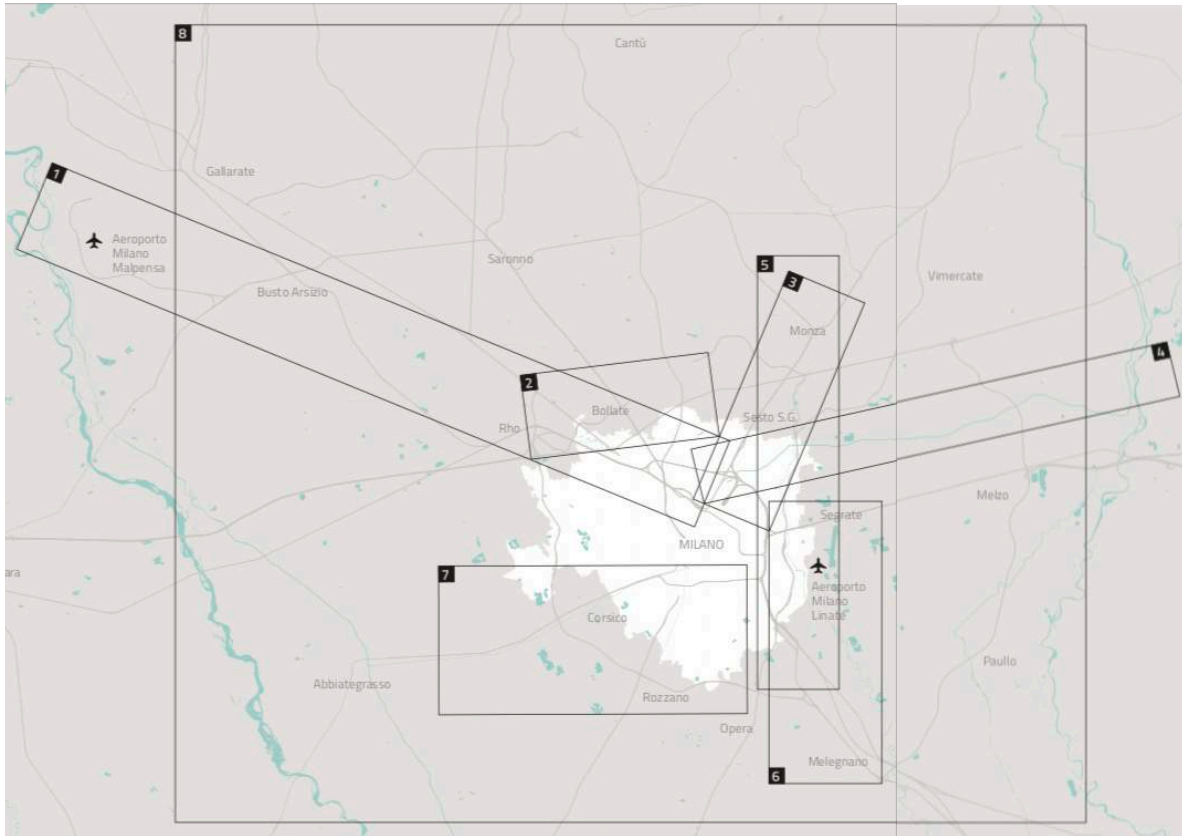 8
Cantù
1
Gallarate
Aeroporto
Milano
Malpensa
Saronno
5
3
Vimercate
Busto Arsizio
Monza
4
2
Bollate
Sesto S.G.
Rho
Melzo
Segrate
MILANO
ara
7
Aeroporto
Milano
Linate
Corsico
Paullo
Abbiategrasso
Rozzano
Opera
Melegnano
6